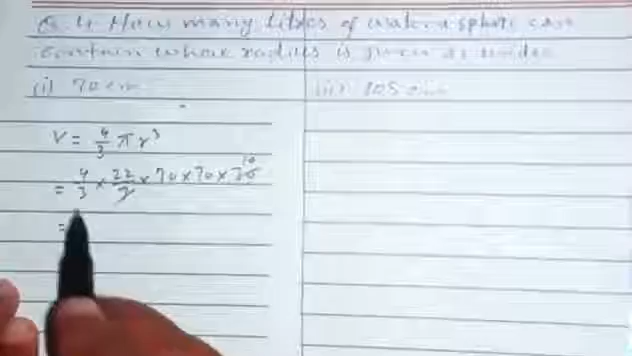 Q. 4. How many litres of water a sphere can
contain whose radius is given as under
(i) 70 cm (ii) 105 cm
V = 4/3 π r³
= 4/3 × 22/7 × 70 × 70 × 70 10
=